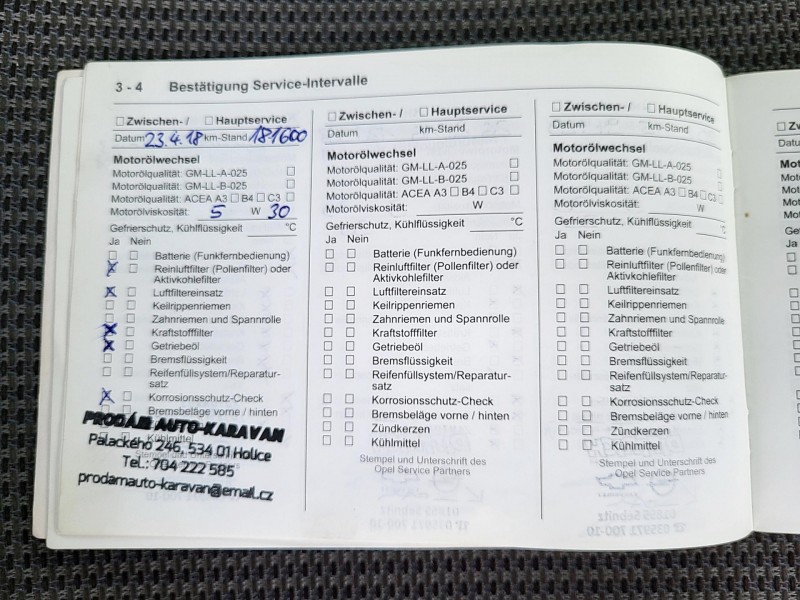 3 - 4 Bestätigung Service-Intervalle
Zwischen- / Hauptservice
Datum 23.4.18 km-Stand 181600
Motorölwechsel
Motorölqualität: GM-LL-A-025
Motorölqualität: GM-LL-B-025
Motorölqualität: ACEA A3 B4 C3
Motorölviskosität: 5 W 30
Gefrierschutz, Kühlflüssigkeit °C
Ja Nein
Batterie (Funkfernbedienung)
Reinluftfilter (Pollenfilter) oder
Aktivkohlefilter
Luftfiltereinsatz
Keilrippenriemen
Zahnriemen und Spannrolle
Kraftstofffilter
Getriebeöl
Bremsflüssigkeit
Reifenfüllsystem/Reparatur-
satz
Korrosionsschutz-Check
Bremsbeläge vorne / hinten
PRODÁM AUTO-KARAVAN
Palackého 246, 534 01 Holice
Kühlmittel
Tel.: 704 222 585
prodamauto-karavan@email.cz
Zwischen- / Hauptservice
Datum km-Stand
Motorölwechsel
Motorölqualität: GM-LL-A-025
Motorölqualität: GM-LL-B-025
Motorölqualität: ACEA A3 B4 C3
Motorölviskosität: W
Gefrierschutz, Kühlflüssigkeit °C
Ja Nein
Batterie (Funkfernbedienung)
Reinluftfilter (Pollenfilter) oder
Aktivkohlefilter
Luftfiltereinsatz
Keilrippenriemen
Zahnriemen und Spannrolle
Kraftstofffilter
Getriebeöl
Bremsflüssigkeit
Reifenfüllsystem/Reparatur-
satz
Korrosionsschutz-Check
Bremsbeläge vorne / hinten
Zündkerzen
Kühlmittel
Stempel und Unterschrift des
Opel Service Partners
Zwischen- / Hauptservice
Datum km-Stand
Motorölwechsel
Motorölqualität: GM-LL-A-025
Motorölqualität: GM-LL-B-025
Motorölqualität: ACEA A3 B4 C3
Motorölviskosität: W
Gefrierschutz, Kühlflüssigkeit °C
Ja Nein
Batterie (Funkfernbedienung)
Reinluftfilter (Pollenfilter) oder
Aktivkohlefilter
Luftfiltereinsatz
Keilrippenriemen
Zahnriemen und Spannrolle
Kraftstofffilter
Getriebeöl
Bremsflüssigkeit
Reifenfüllsystem/Reparatur-
satz
Korrosionsschutz-Check
Bremsbeläge vorne / hinten
Zündkerzen
Kühlmittel
Stempel und Unterschrift des
Opel Service Partners